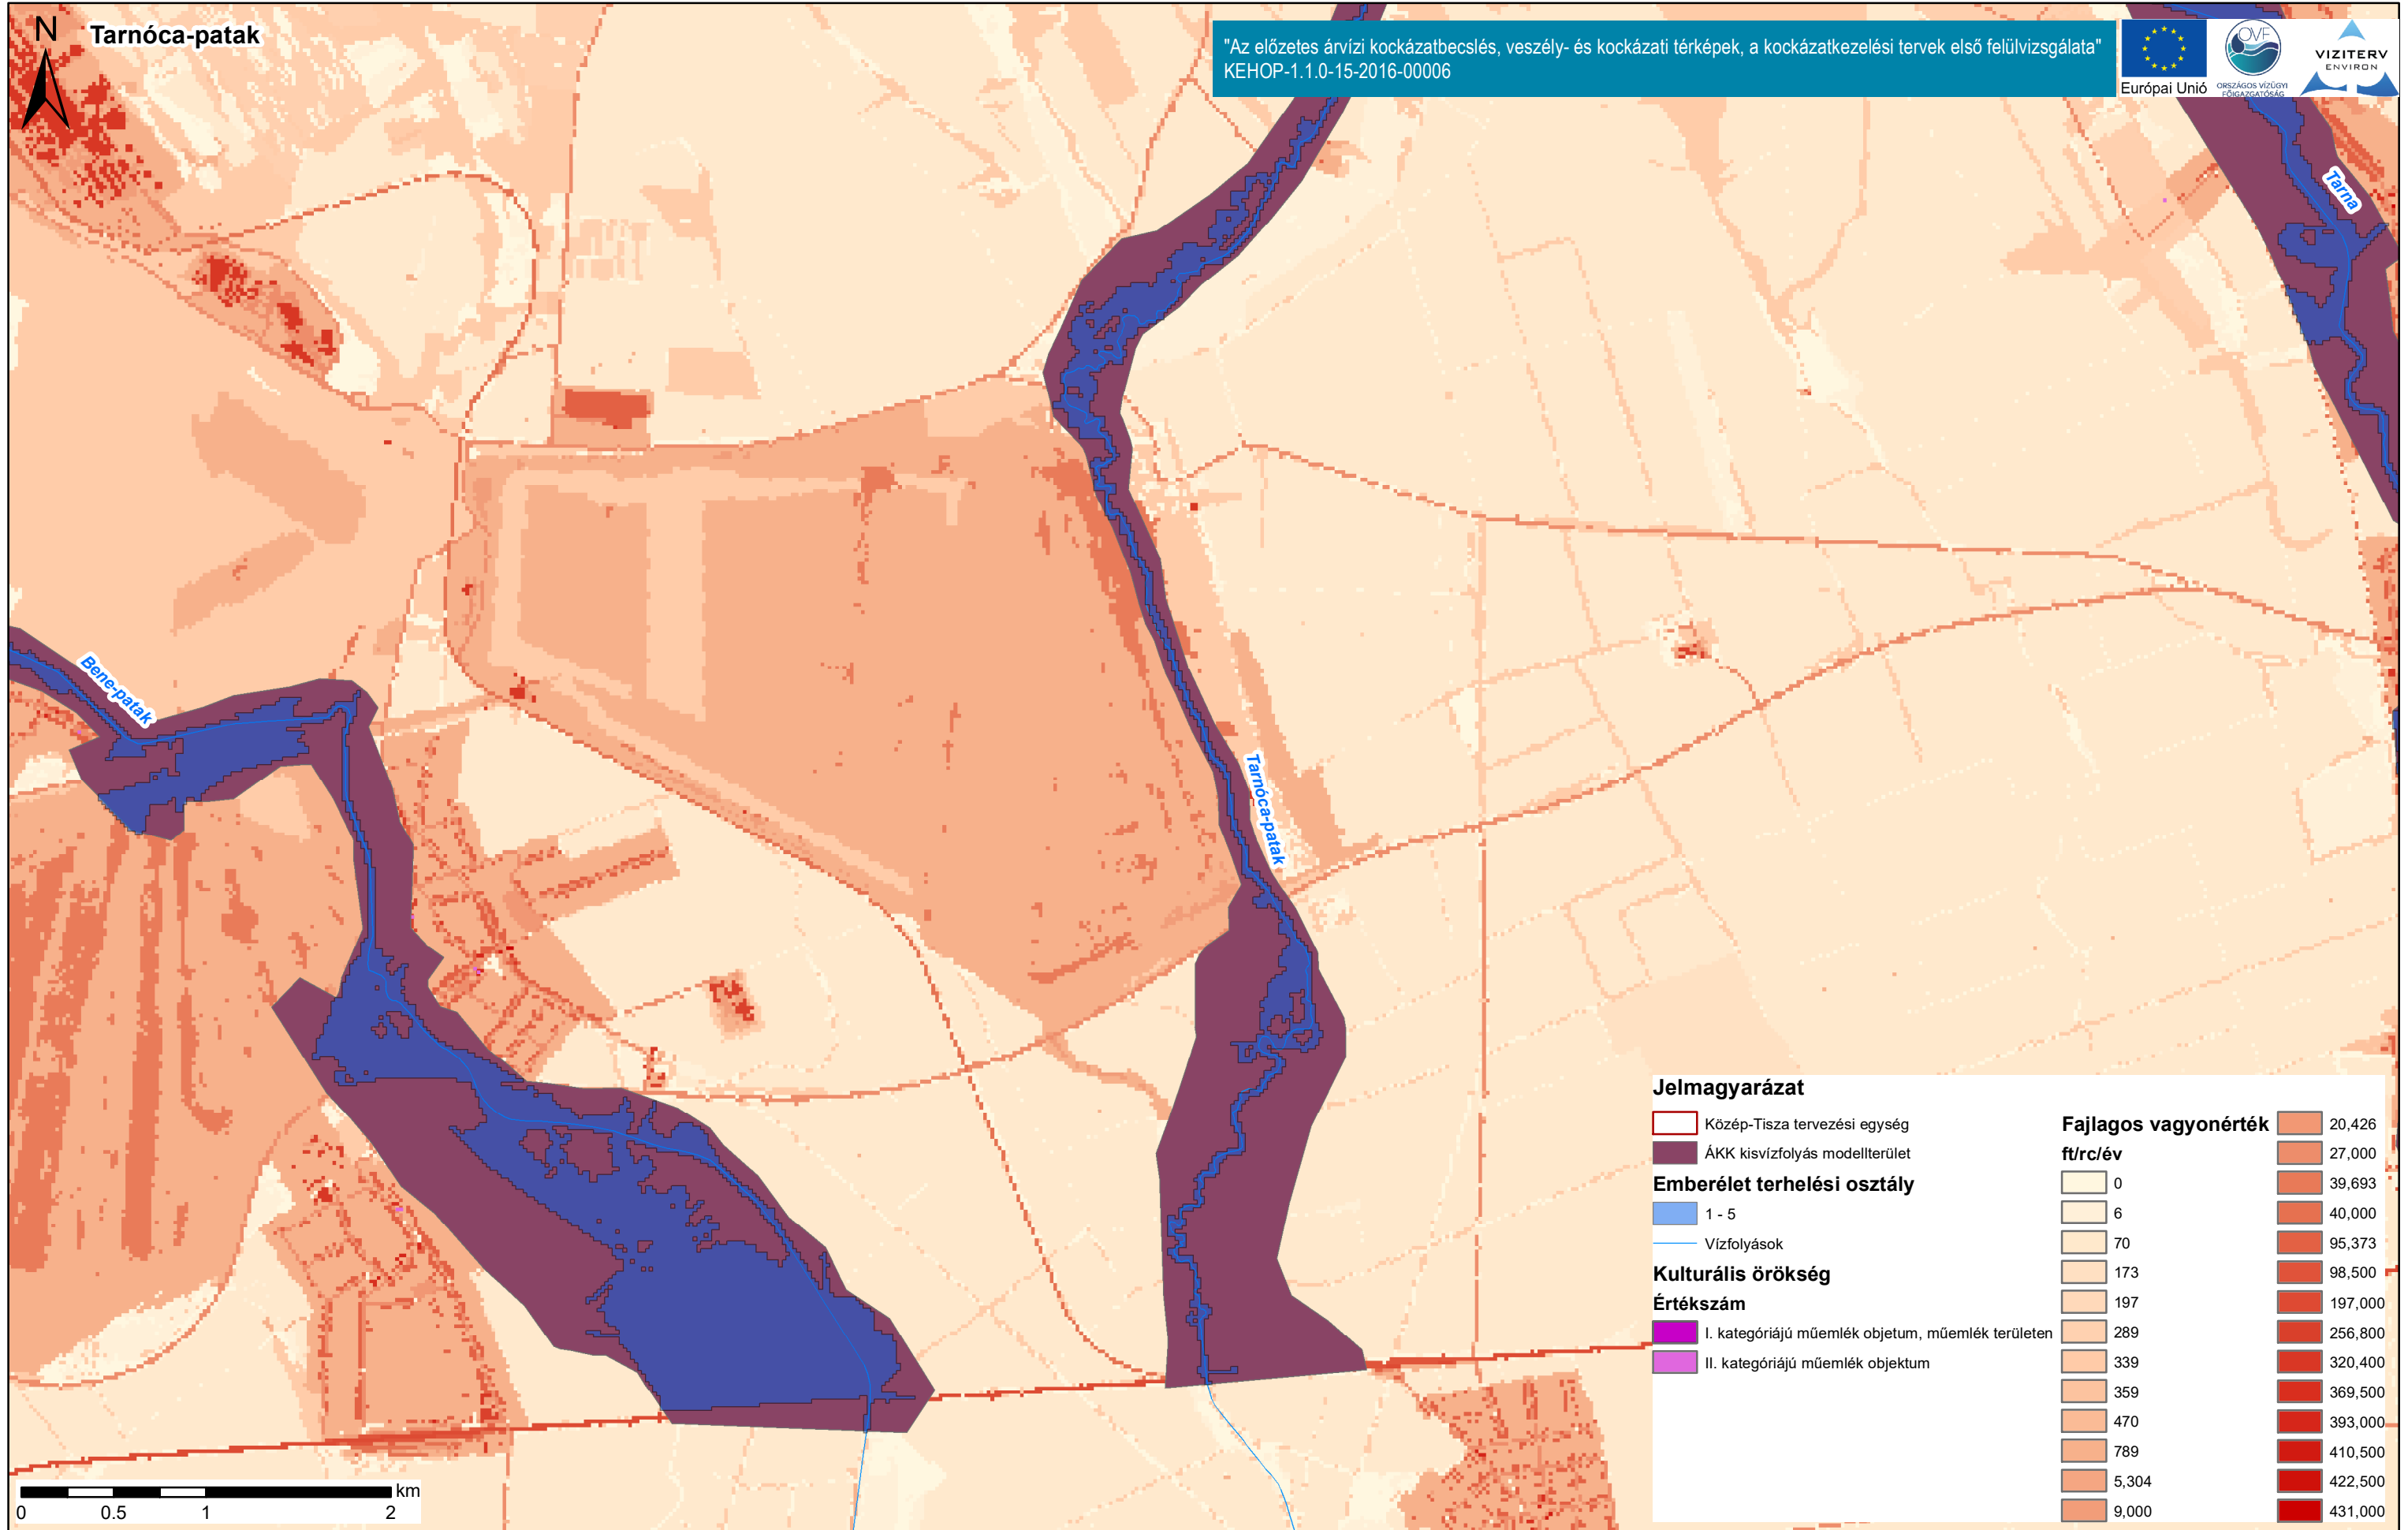 N
Tarnóca-patak
"Az előzetes árvízi kockázatbecslés, veszély- és kockázati térképek, a kockázatkezelési tervek első felülvizsgálata"
KEHOP-1.1.0-15-2016-00006
Európai Unió
OVF
ORSZÁGOS VÍZÜGYI
FŐIGAZGATÓSÁG
VIZITERV
ENVIRON
Tarna
Bene-patak
Tarnóca-patak
Jelmagyarázat
Közép-Tisza tervezési egység
ÁKK kisvízfolyás modellterület
Emberélet terhelési osztály
1 - 5
Vízfolyások
Kulturális örökség
Értékszám
I. kategóriájú műemlék objetum, műemlék területen
II. kategóriájú műemlék objektum
Fajlagos vagyonérték
ft/rc/év
0
6
70
173
197
289
339
359
470
789
5,304
9,000
20,426
27,000
39,693
40,000
95,373
98,500
197,000
256,800
320,400
369,500
393,000
410,500
422,500
431,000
km
0 0.5 1 2